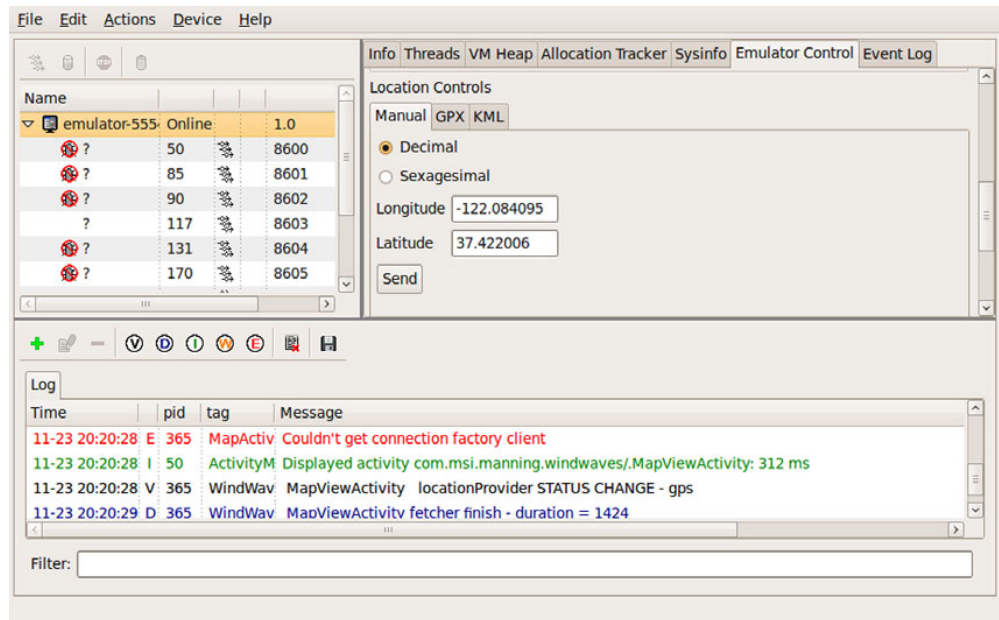 File Edit Actions Device Help
Info Threads VM Heap Allocation Tracker Sysinfo Emulator Control Event Log
Name
emulator-555 Online 1.0
? 50 8600
? 85 8601
? 90 8602
? 117 8603
? 131 8604
? 170 8605
Location Controls
Manual GPX KML
Decimal
Sexagesimal
Longitude -122.084095
Latitude 37.422006
Send
V D I W E
Log
Time pid tag Message
11-23 20:20:28 E 365 MapActiv Couldn't get connection factory client
11-23 20:20:28 I 50 ActivityM Displayed activity com.msi.manning.windwaves/.MapViewActivity: 312 ms
11-23 20:20:28 V 365 WindWav MapViewActivity locationProvider STATUS CHANGE - gps
11-23 20:20:29 D 365 WindWav MapViewActivity fetcher finish - duration = 1424
Filter: